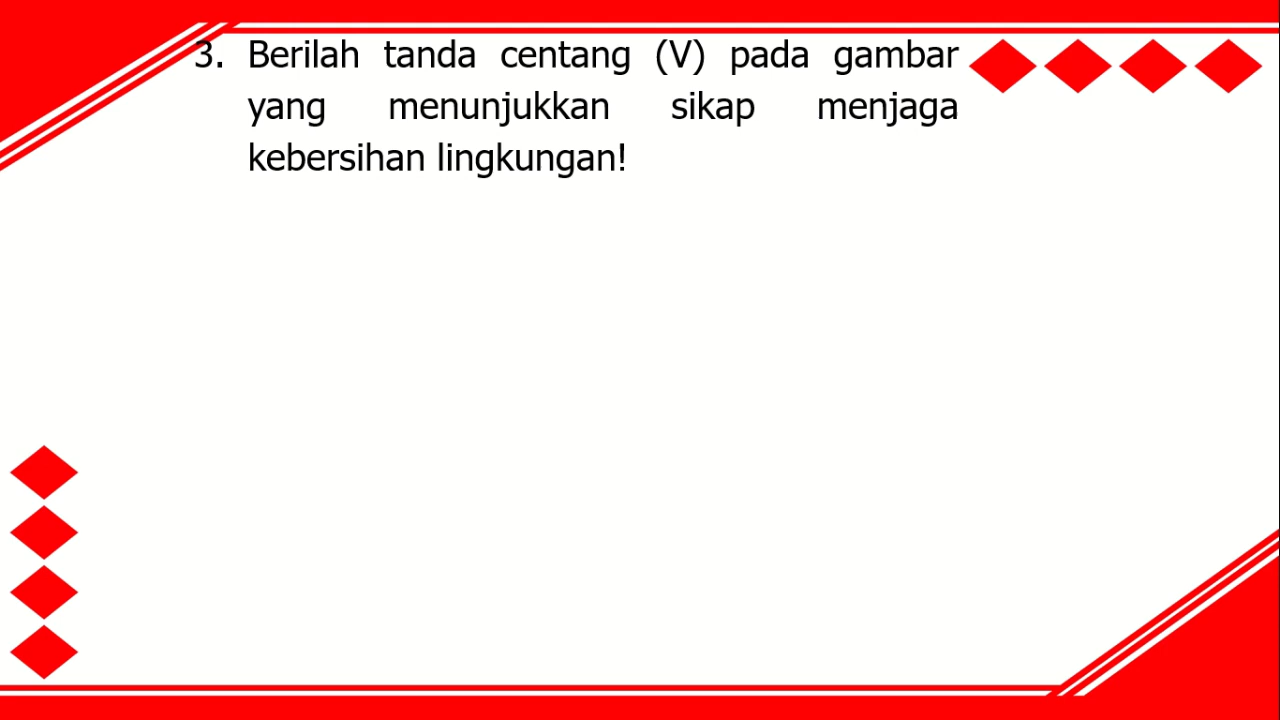 3. Berilah tanda centang (V) pada gambar
yang menunjukkan sikap menjaga
kebersihan lingkungan!